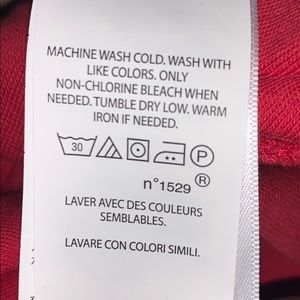 MACHINE WASH COLD. WASH WITH
LIKE COLORS. ONLY
NON-CHLORINE BLEACH WHEN
NEEDED. TUMBLE DRY LOW. WARM
IRON IF NEEDED.
30 P
n°1529 ®
LAVER AVEC DES COULEURS
SEMBLABLES.
LAVARE CON COLORI SIMILI.